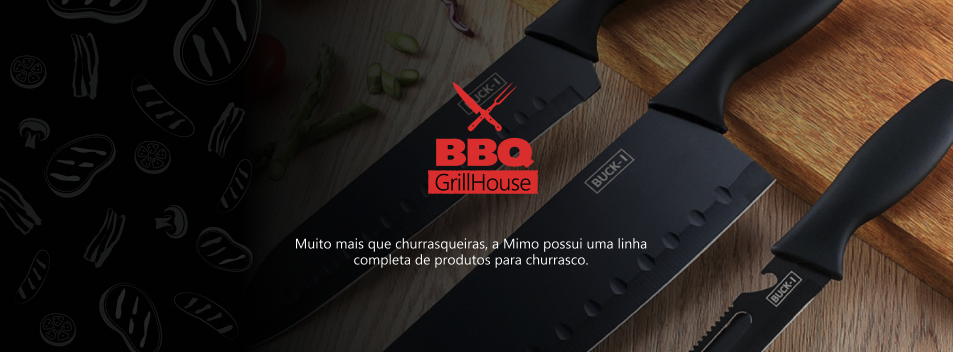 BUCK-1
BBQ
GrillHouse
BUCK-1
Muito mais que churrasqueiras, a Mimo possui uma linha
completa de produtos para churrasco.
BUCK-1